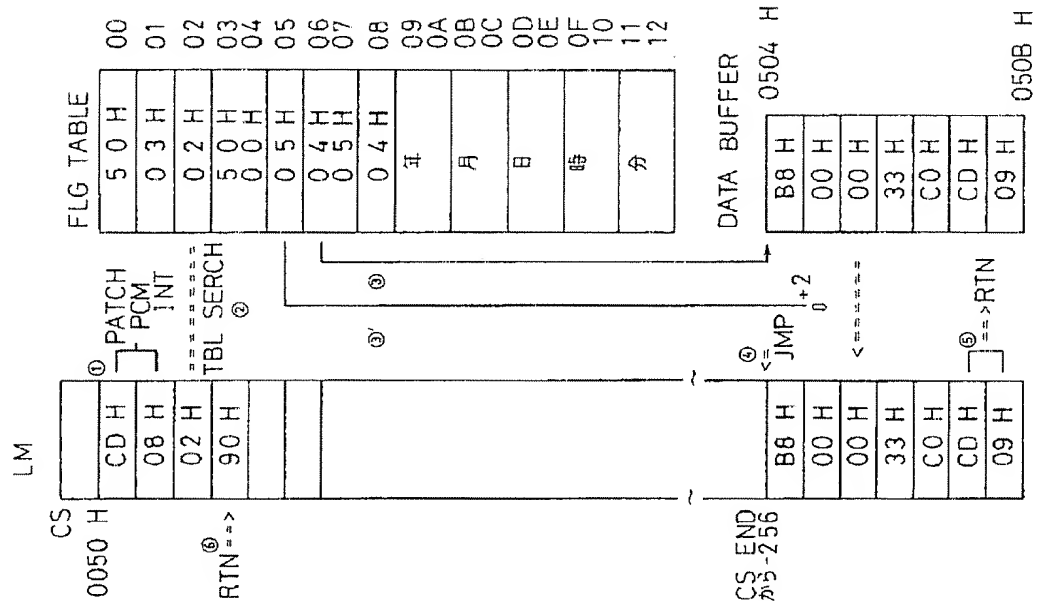 LM
CS
0050 H
CD H
08 H
02 H
90 H
① PATCH
PCM
INT
======
TBL SERCH
②
⑥
RTN==>
FLG TABLE
50 H 00
03 H 01
02 H 02
50 H 03
00 H 04
05 H 05
04 H 06
05 H 07
04 H 08
年 09
0A
月 0B
0C
日 0D
0E
時 0F
10
分 11
12
③'
③
CS END
から-256
B8 H
00 H
00 H
33 H
C0 H
CD H
09 H
④
<=
JMP
0+2
<======
⑤
==>RTN
DATA BUFFER
B8 H 0504 H
00 H
00 H
33 H
C0 H
CD H
09 H 050B H